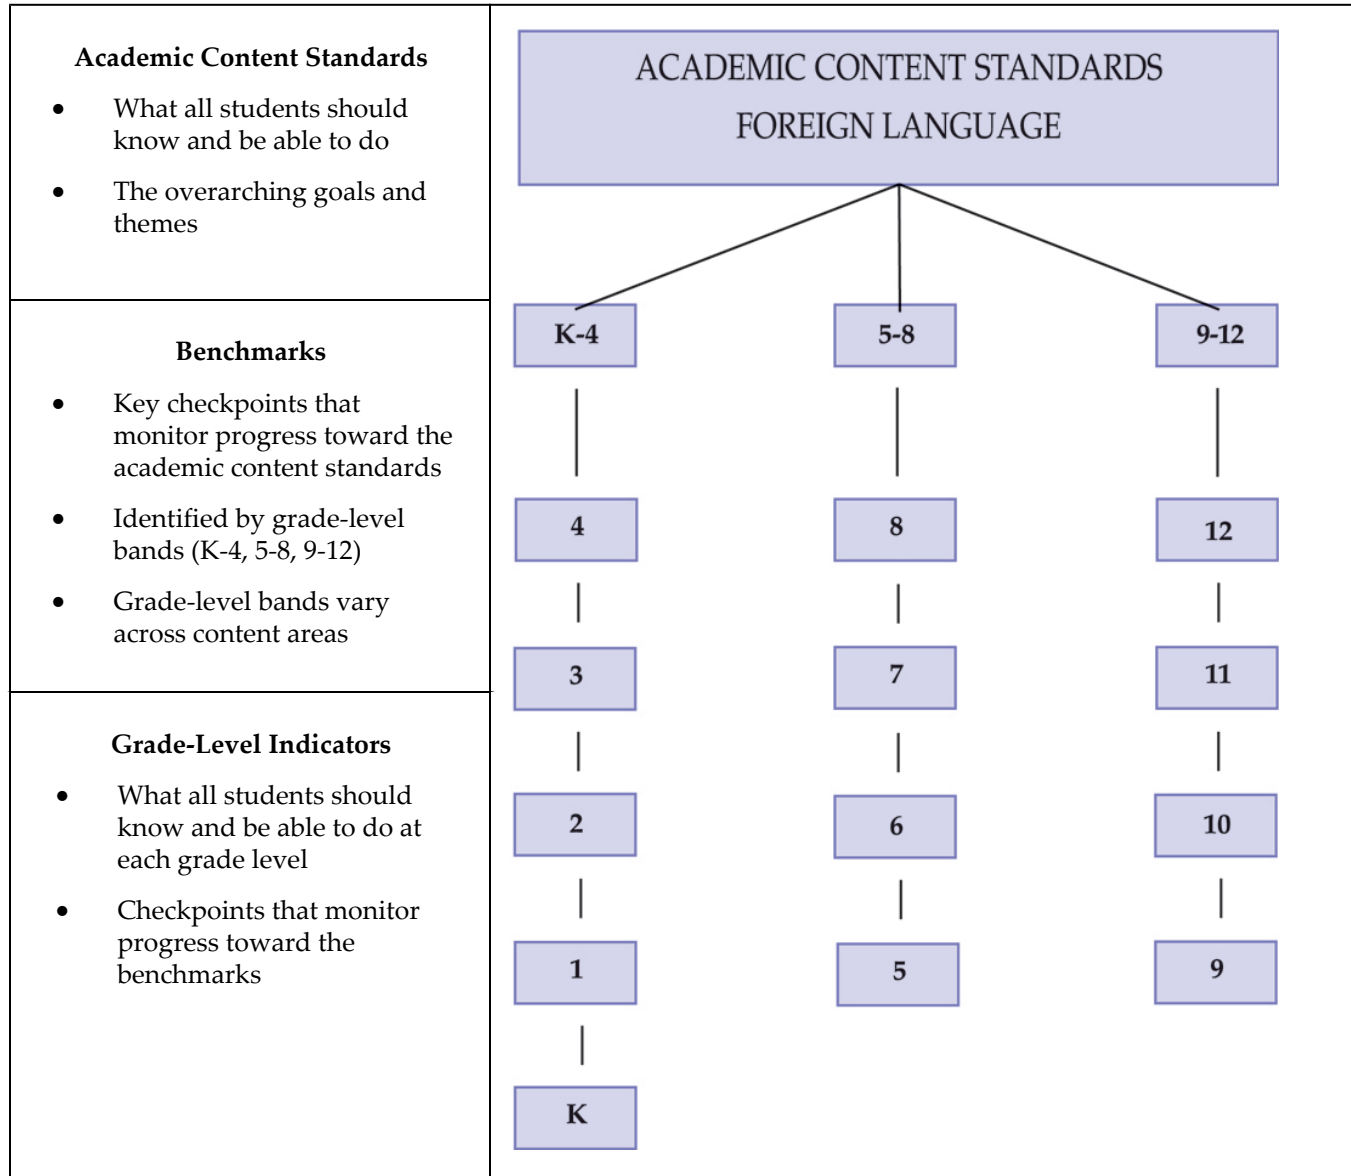 Academic Content Standards
• What all students should
know and be able to do
• The overarching goals and
themes
Benchmarks
• Key checkpoints that
monitor progress toward the
academic content standards
• Identified by grade-level
bands (K-4, 5-8, 9-12)
• Grade-level bands vary
across content areas
Grade-Level Indicators
• What all students should
know and be able to do at
each grade level
• Checkpoints that monitor
progress toward the
benchmarks
ACADEMIC CONTENT STANDARDS
FOREIGN LANGUAGE
K-4
5-8
9-12
4
8
12
3
7
11
2
6
10
1
5
9
K